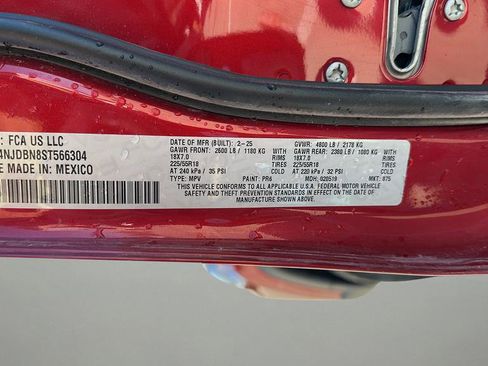 : FCA US LLC
4NJDBN8ST566304
E MADE IN: MEXICO
DATE OF MFR (BUILT): 2-25 GVWR: 4800 LB / 2178 KG
GAWR FRONT: 2600 LB / 1180 KG WITH GAWR REAR: 2380 LB / 1080 KG WITH
18X7.0 RIMS 18X7.0 RIMS
225/55R18 TIRES 225/55R18 TIRES
AT 240 kPa / 35 PSI COLD AT 220 kPa / 32 PSI COLD
TYPE: MPV PAINT: PR6 MDH: 020519 MKT: 875
THIS VEHICLE CONFORMS TO ALL APPLICABLE U.S.A. FEDERAL MOTOR VEHICLE
SAFETY AND THEFT PREVENTION STANDARDS IN EFFECT ON THE DATE OF
MANUFACTURE SHOWN ABOVE.